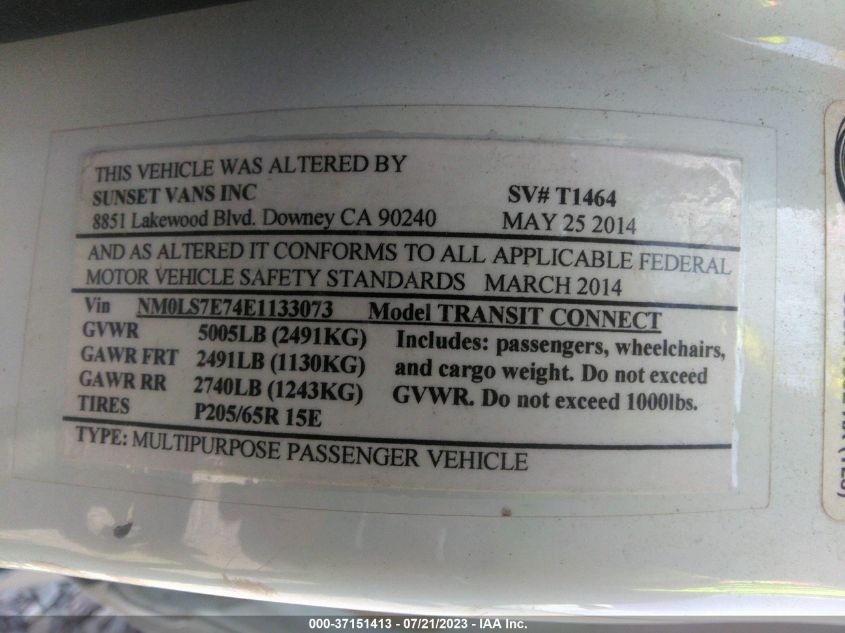 THIS VEHICLE WAS ALTERED BY
SUNSET VANS INC SV# T1464
8851 Lakewood Blvd. Downey CA 90240 MAY 25 2014
AND AS ALTERED IT CONFORMS TO ALL APPLICABLE FEDERAL
MOTOR VEHICLE SAFETY STANDARDS MARCH 2014
Vin NM0LS7E74E1133073 Model TRANSIT CONNECT
GVWR 5005LB (2491KG) Includes: passengers, wheelchairs,
GAWR FRT 2491LB (1130KG) and cargo weight. Do not exceed
GAWR RR 2740LB (1243KG) GVWR. Do not exceed 1000lbs.
TIRES P205/65R 15E
TYPE: MULTIPURPOSE PASSENGER VEHICLE
000-37151413 - 07/21/2023 - IAA Inc.